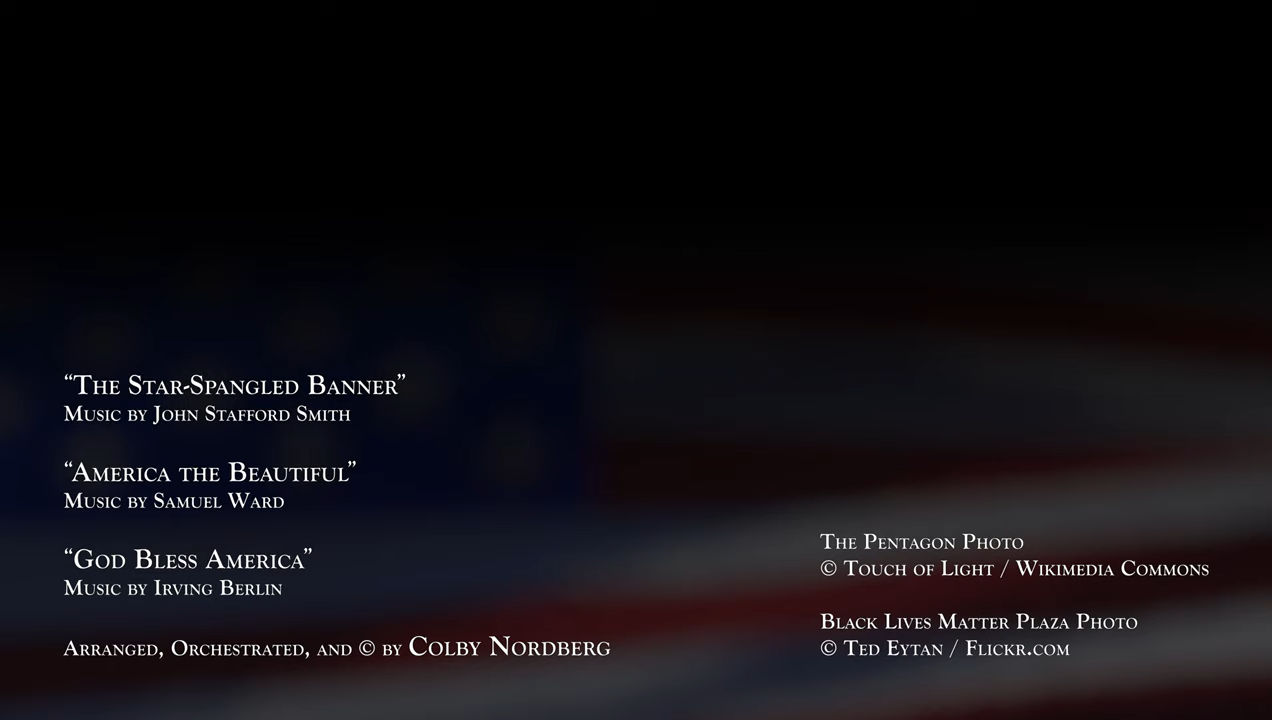 “The Star-Spangled Banner”
Music by John Stafford Smith
“America the Beautiful”
Music by Samuel Ward
“God Bless America”
Music by Irving Berlin
Arranged, Orchestrated, and © by Colby Nordberg
The Pentagon Photo
© Touch of Light / Wikimedia Commons
Black Lives Matter Plaza Photo
© Ted Eytan / Flickr.com